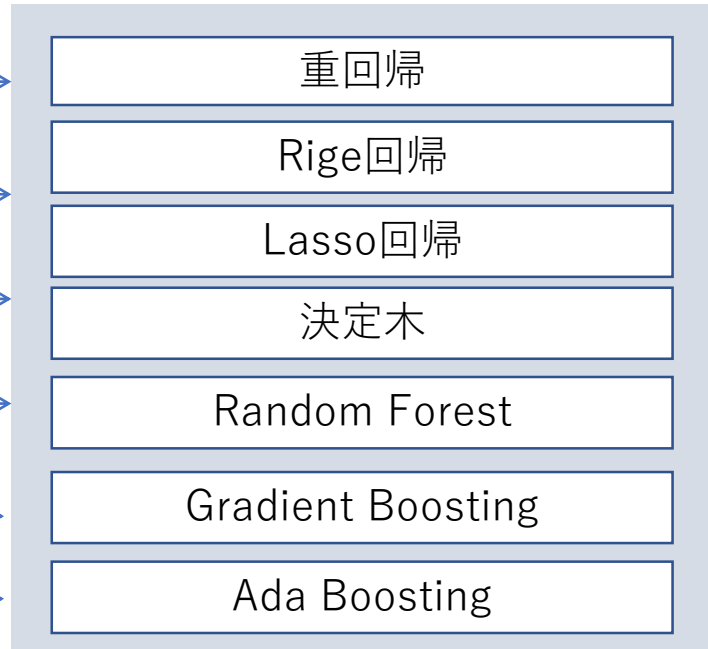 重回帰
Rige回帰
Lasso回帰
決定木
Random Forest
Gradient Boosting
Ada Boosting